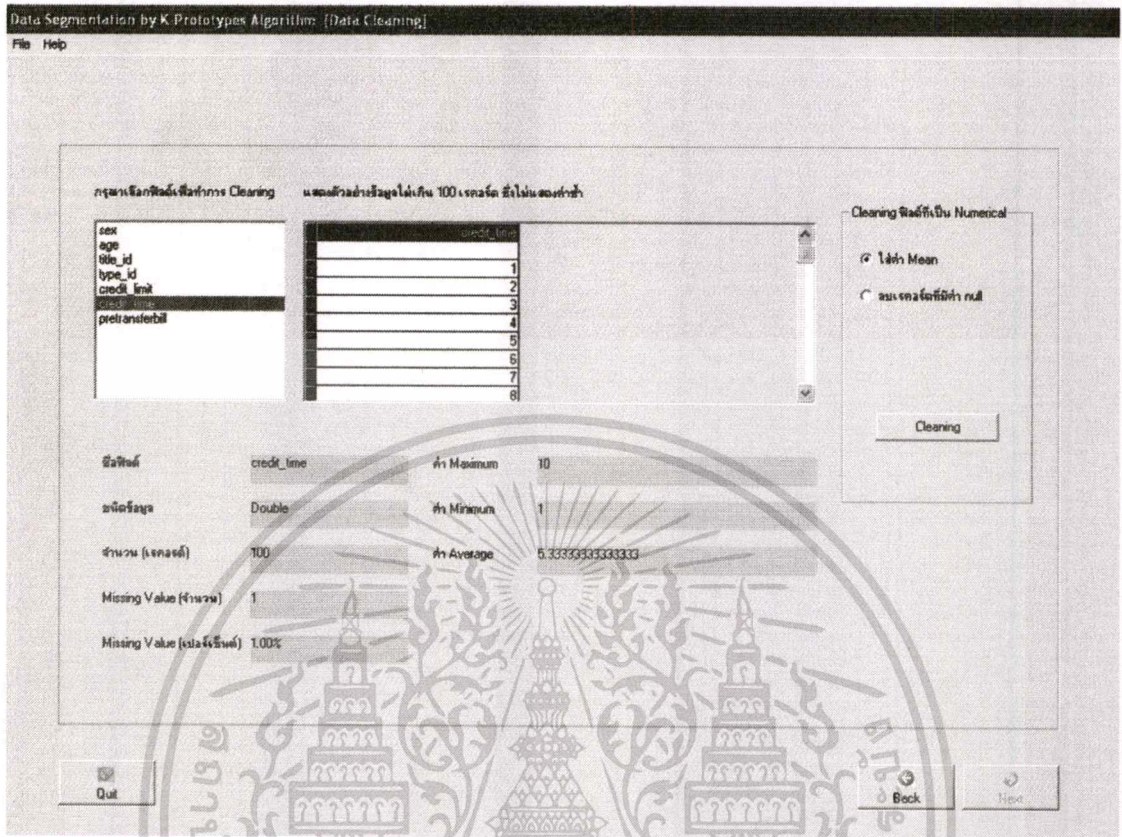 Data Segmentation by K-Prototypes Algorithm [Data Cleaning]
File Help
กรุณาเลือกฟิลด์เพื่อทำการ Cleaning
แสดงตัวอย่างข้อมูลไม่เกิน 100 เรคอร์ด ซึ่งไม่แสดงค่าซ้ำ
sex
age
title_id
type_id
credit_limit
credit_time
pretransferbill
credit_time
1
2
3
4
5
6
7
8
Cleaning ฟิลด์ที่เป็น Numerical
ใส่ค่า Mean
ลบเรคอร์ดที่มีค่า null
Cleaning
ชื่อฟิลด์ credit_time ค่า Maximum 10
ชนิดข้อมูล Double ค่า Minimum 1
จำนวน (เรคอร์ด) 100 ค่า Average 5.33333333333333
Missing Value (จำนวน) 1
Missing Value (เปอร์เซ็นต์) 1.00%
Quit
Back
Next